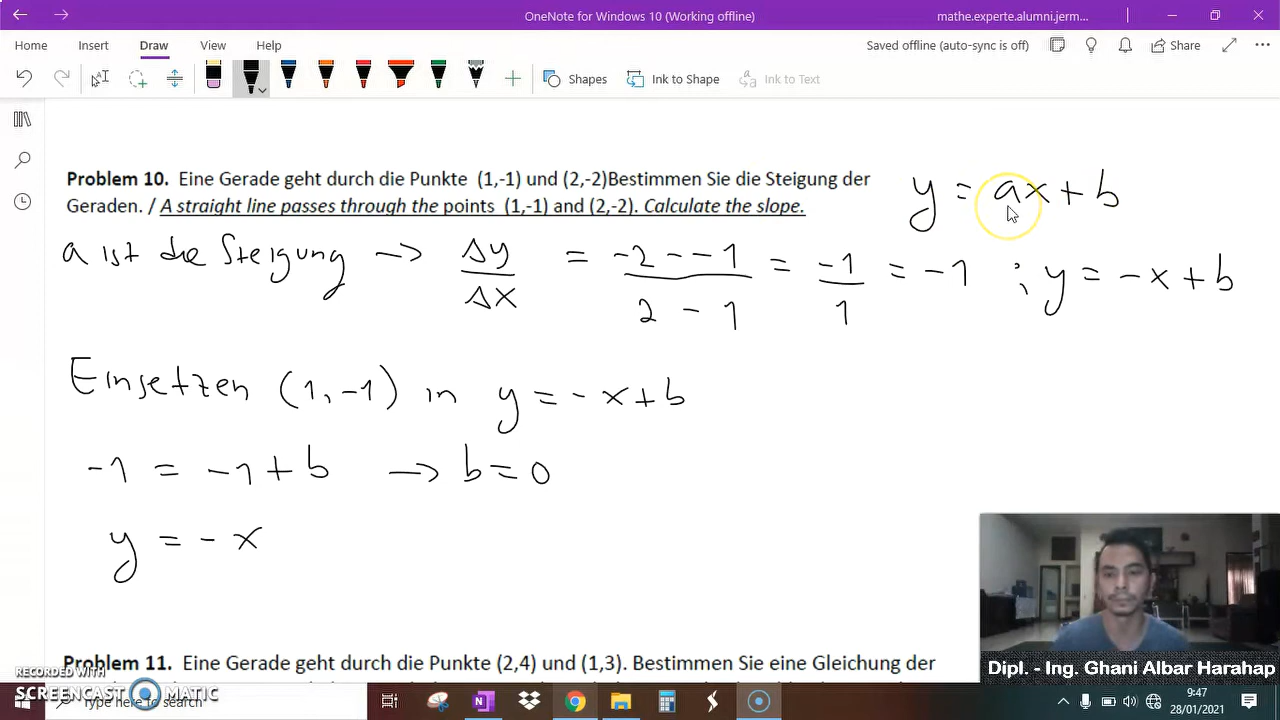 OneNote for Windows 10 (Working offline)
mathe.experte.alumni.jerm...
Home Insert Draw View Help
Saved offline (auto-sync is off)
Share
Shapes
Ink to Shape
Ink to Text
Problem 10. Eine Gerade geht durch die Punkte (1,-1) und (2,-2)Bestimmen Sie die Steigung der
Geraden. / A straight line passes through the points (1,-1) and (2,-2). Calculate the slope.
y = ax + b
a ist die Steigung → Δy/Δx = (-2 - -1)/(2 - 1) = -1/1 = -1 ; y = -x + b
Einsetzen (1, -1) in y = -x + b
-1 = -1 + b → b = 0
y = -x
Problem 11. Eine Gerade geht durch die Punkte (2,4) und (1,3). Bestimmen Sie eine Gleichung der
Dipl. - Ing. Ghani Albar Harahap
RECORDED WITH
SCREENCAST MATIC
Type here to search
9:47
28/01/2021